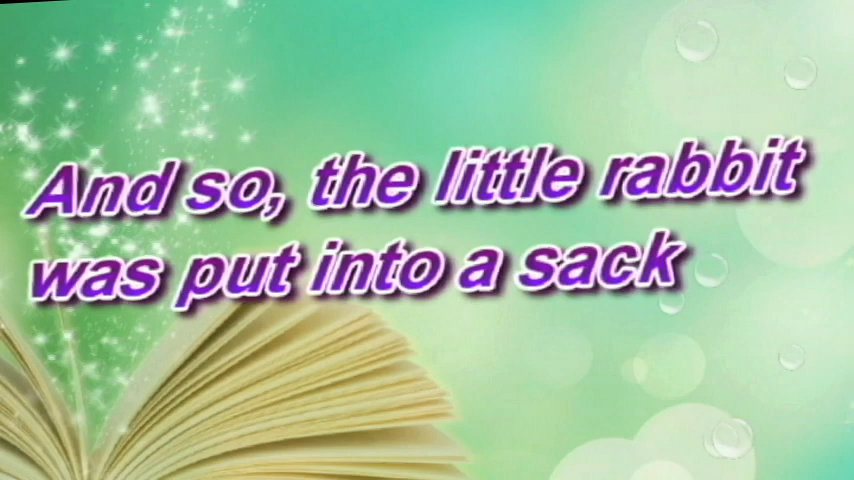 And so, the little rabbit
was put into a sack